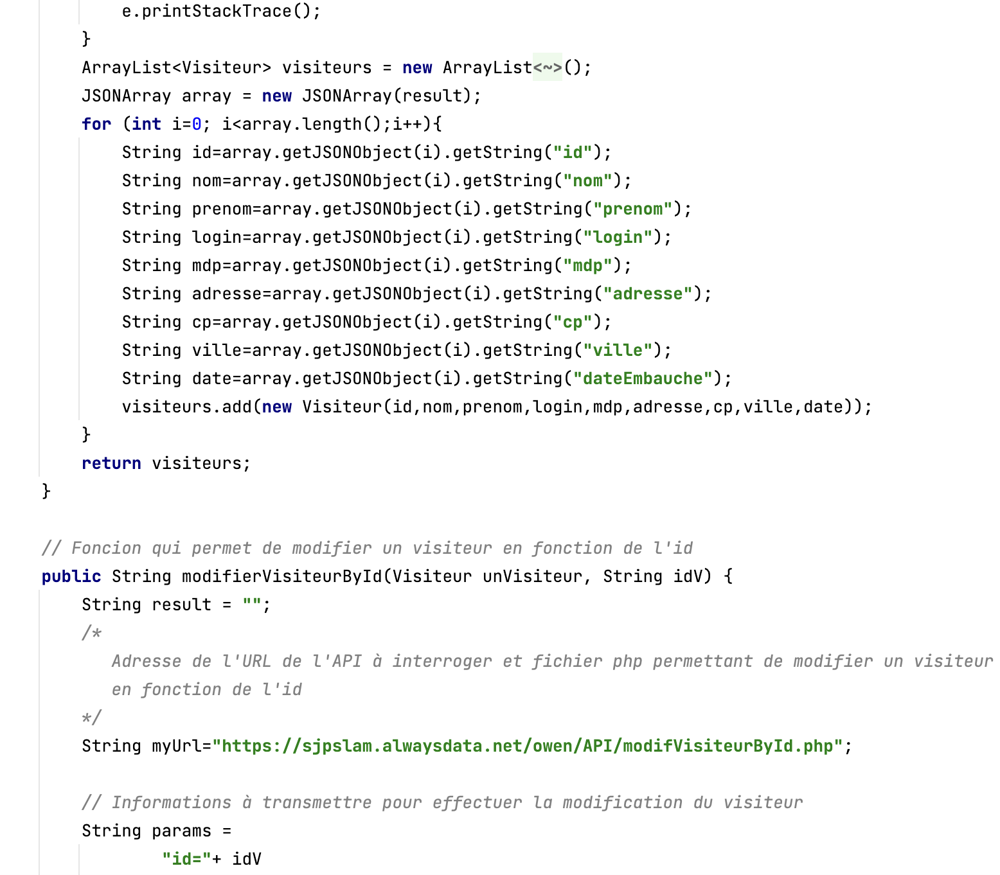 e.printStackTrace();
}
ArrayList<Visiteur> visiteurs = new ArrayList<~>();
JSONArray array = new JSONArray(result);
for (int i=0; i<array.length();i++){
String id=array.getJSONObject(i).getString("id");
String nom=array.getJSONObject(i).getString("nom");
String prenom=array.getJSONObject(i).getString("prenom");
String login=array.getJSONObject(i).getString("login");
String mdp=array.getJSONObject(i).getString("mdp");
String adresse=array.getJSONObject(i).getString("adresse");
String cp=array.getJSONObject(i).getString("cp");
String ville=array.getJSONObject(i).getString("ville");
String date=array.getJSONObject(i).getString("dateEmbauche");
visiteurs.add(new Visiteur(id,nom,prenom,login,mdp,adresse,cp,ville,date));
}
return visiteurs;
}
// Foncion qui permet de modifier un visiteur en fonction de l'id
public String modifierVisiteurById(Visiteur unVisiteur, String idV) {
String result = "";
/*
Adresse de l'URL de l'API à interroger et fichier php permettant de modifier un visiteur
en fonction de l'id
*/
String myUrl="https://sjpslam.alwaysdata.net/owen/API/modifVisiteurById.php";
// Informations à transmettre pour effectuer la modification du visiteur
String params =
"id="+ idV